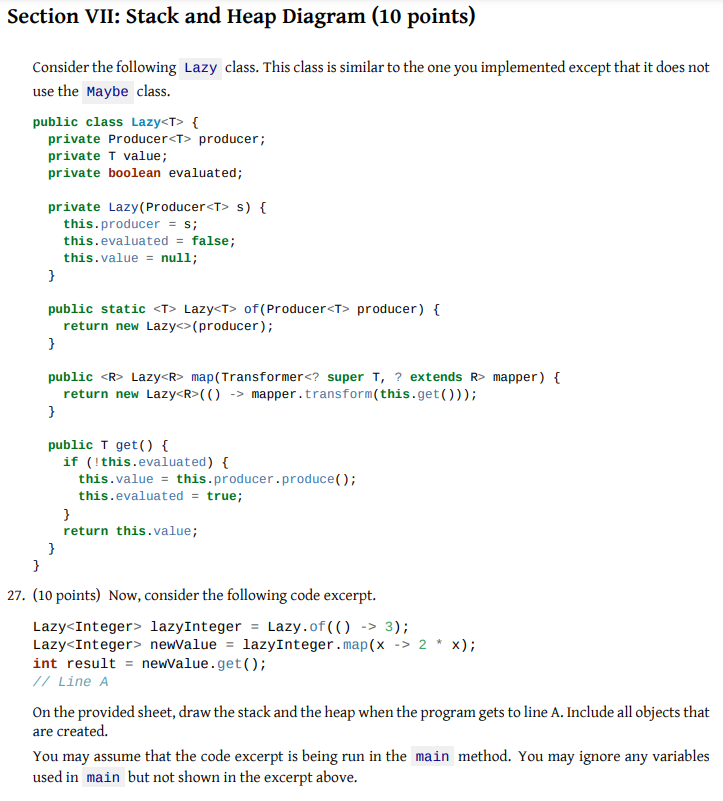 Section VII: Stack and Heap Diagram (10 points)
Consider the following Lazy class. This class is similar to the one you implemented except that it does not
use the Maybe class.
public class Lazy<T> {
  private Producer<T> producer;
  private T value;
  private boolean evaluated;

  private Lazy(Producer<T> s) {
    this.producer = s;
    this.evaluated = false;
    this.value = null;
  }

  public static <T> Lazy<T> of(Producer<T> producer) {
    return new Lazy<>(producer);
  }

  public <R> Lazy<R> map(Transformer<? super T, ? extends R> mapper) {
    return new Lazy<R>(() -> mapper.transform(this.get()));
  }

  public T get() {
    if (!this.evaluated) {
      this.value = this.producer.produce();
      this.evaluated = true;
    }
    return this.value;
  }
}
27. (10 points) Now, consider the following code excerpt.
Lazy<Integer> lazyInteger = Lazy.of(() -> 3);
Lazy<Integer> newValue = lazyInteger.map(x -> 2 * x);
int result = newValue.get();
// Line A
On the provided sheet, draw the stack and the heap when the program gets to line A. Include all objects that
are created.
You may assume that the code excerpt is being run in the main method. You may ignore any variables
used in main but not shown in the excerpt above.